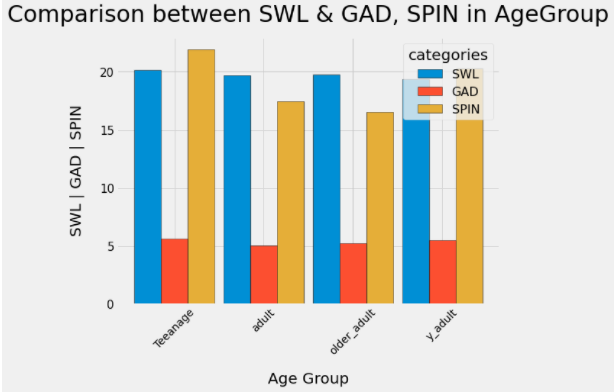 Comparison between SWL & GAD, SPIN in AgeGroup
categories
SWL
GAD
SPIN
SWL | GAD | SPIN
20
15
10
5
0
Teeanage
adult
older_adult
y_adult
Age Group